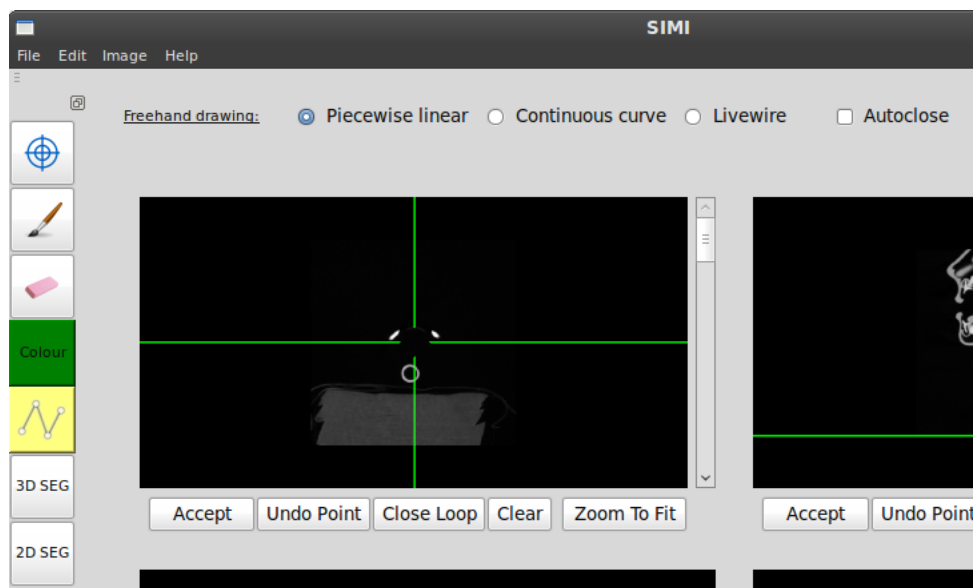 SIMI
File Edit Image Help
Freehand drawing: Piecewise linear Continuous curve Livewire Autoclose
Colour
3D SEG
2D SEG
Accept Undo Point Close Loop Clear Zoom To Fit Accept Undo Point